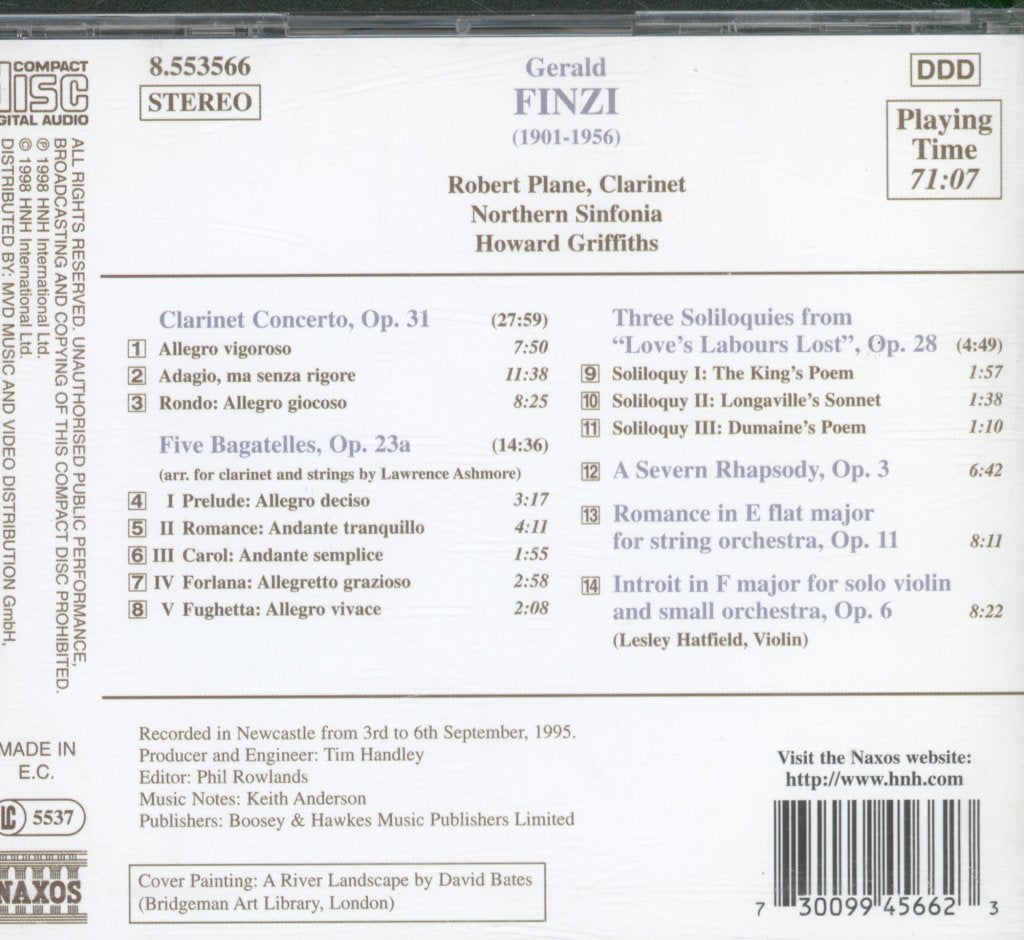 COMPACT
DISC
DIGITAL AUDIO
8.553566
STEREO
Gerald
FINZI
(1901-1956)
Robert Plane, Clarinet
Northern Sinfonia
Howard Griffiths
DDD
Playing
Time
71:07
ALL RIGHTS RESERVED. UNAUTHORISED PUBLIC PERFORMANCE,
BROADCASTING AND COPYING OF THIS COMPACT DISC PROHIBITED.
℗ 1998 HNH International Ltd.
© 1998 HNH International Ltd.
DISTRIBUTED BY: MVD MUSIC AND VIDEO DISTRIBUTION GmbH,
Clarinet Concerto, Op. 31 (27:59)
1 Allegro vigoroso 7:50
2 Adagio, ma senza rigore 11:38
3 Rondo: Allegro giocoso 8:25
Five Bagatelles, Op. 23a (14:36)
(arr. for clarinet and strings by Lawrence Ashmore)
4 I Prelude: Allegro deciso 3:17
5 II Romance: Andante tranquillo 4:11
6 III Carol: Andante semplice 1:55
7 IV Forlana: Allegretto grazioso 2:58
8 V Fughetta: Allegro vivace 2:08
Three Soliloquies from
“Love’s Labours Lost”, Op. 28 (4:49)
9 Soliloquy I: The King’s Poem 1:57
10 Soliloquy II: Longaville’s Sonnet 1:38
11 Soliloquy III: Dumaine’s Poem 1:10
12 A Severn Rhapsody, Op. 3 6:42
13 Romance in E flat major
for string orchestra, Op. 11 8:11
14 Introit in F major for solo violin
and small orchestra, Op. 6 8:22
(Lesley Hatfield, Violin)
MADE IN
E.C.
LC 5537
NAXOS
Recorded in Newcastle from 3rd to 6th September, 1995.
Producer and Engineer: Tim Handley
Editor: Phil Rowlands
Music Notes: Keith Anderson
Publishers: Boosey & Hawkes Music Publishers Limited
Cover Painting: A River Landscape by David Bates
(Bridgeman Art Library, London)
Visit the Naxos website:
http://www.hnh.com
7 30099 45662 3